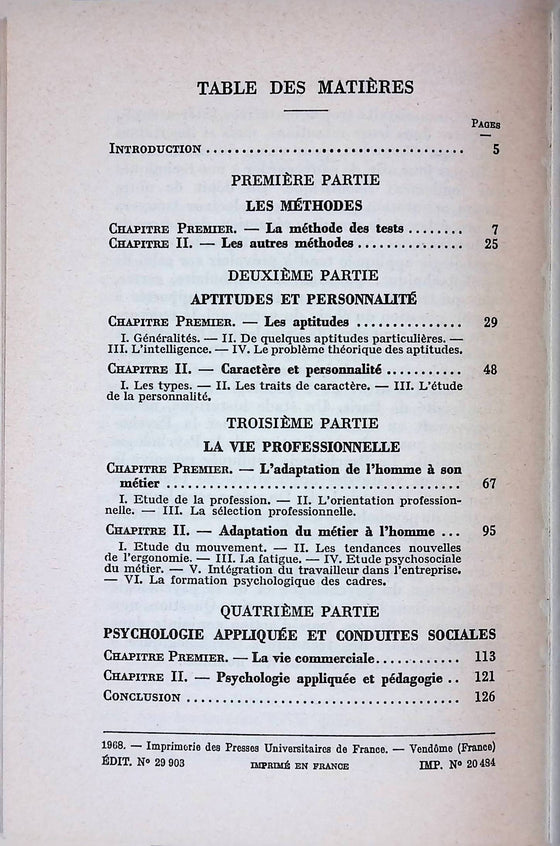 TABLE DES MATIÈRES
PAGES
INTRODUCTION ..................................... 5
PREMIÈRE PARTIE
LES MÉTHODES
CHAPITRE PREMIER. — La méthode des tests ........ 7
CHAPITRE II. — Les autres méthodes ............... 25
DEUXIÈME PARTIE
APTITUDES ET PERSONNALITÉ
CHAPITRE PREMIER. — Les aptitudes ............... 29
I. Généralités. — II. De quelques aptitudes particulières. —
III. L'intelligence. — IV. Le problème théorique des aptitudes.
CHAPITRE II. — Caractère et personnalité ........... 48
I. Les types. — II. Les traits de caractère. — III. L'étude
de la personnalité.
TROISIÈME PARTIE
LA VIE PROFESSIONNELLE
CHAPITRE PREMIER. — L'adaptation de l'homme à son
métier ........................................ 67
I. Etude de la profession. — II. L'orientation profession-
nelle. — III. La sélection professionnelle.
CHAPITRE II. — Adaptation du métier à l'homme ... 95
I. Etude du mouvement. — II. Les tendances nouvelles
de l'ergonomie. — III. La fatigue. — IV. Etude psychosociale
du métier. — V. Intégration du travailleur dans l'entreprise.
— VI. La formation psychologique des cadres.
QUATRIÈME PARTIE
PSYCHOLOGIE APPLIQUÉE ET CONDUITES SOCIALES
CHAPITRE PREMIER. — La vie commerciale............ 113
CHAPITRE II. — Psychologie appliquée et pédagogie .. 121
CONCLUSION ....................................... 126
1968. — Imprimerie des Presses Universitaires de France. — Vendôme (France)
ÉDIT. N° 29 903 IMPRIMÉ EN FRANCE IMP. N° 20 484